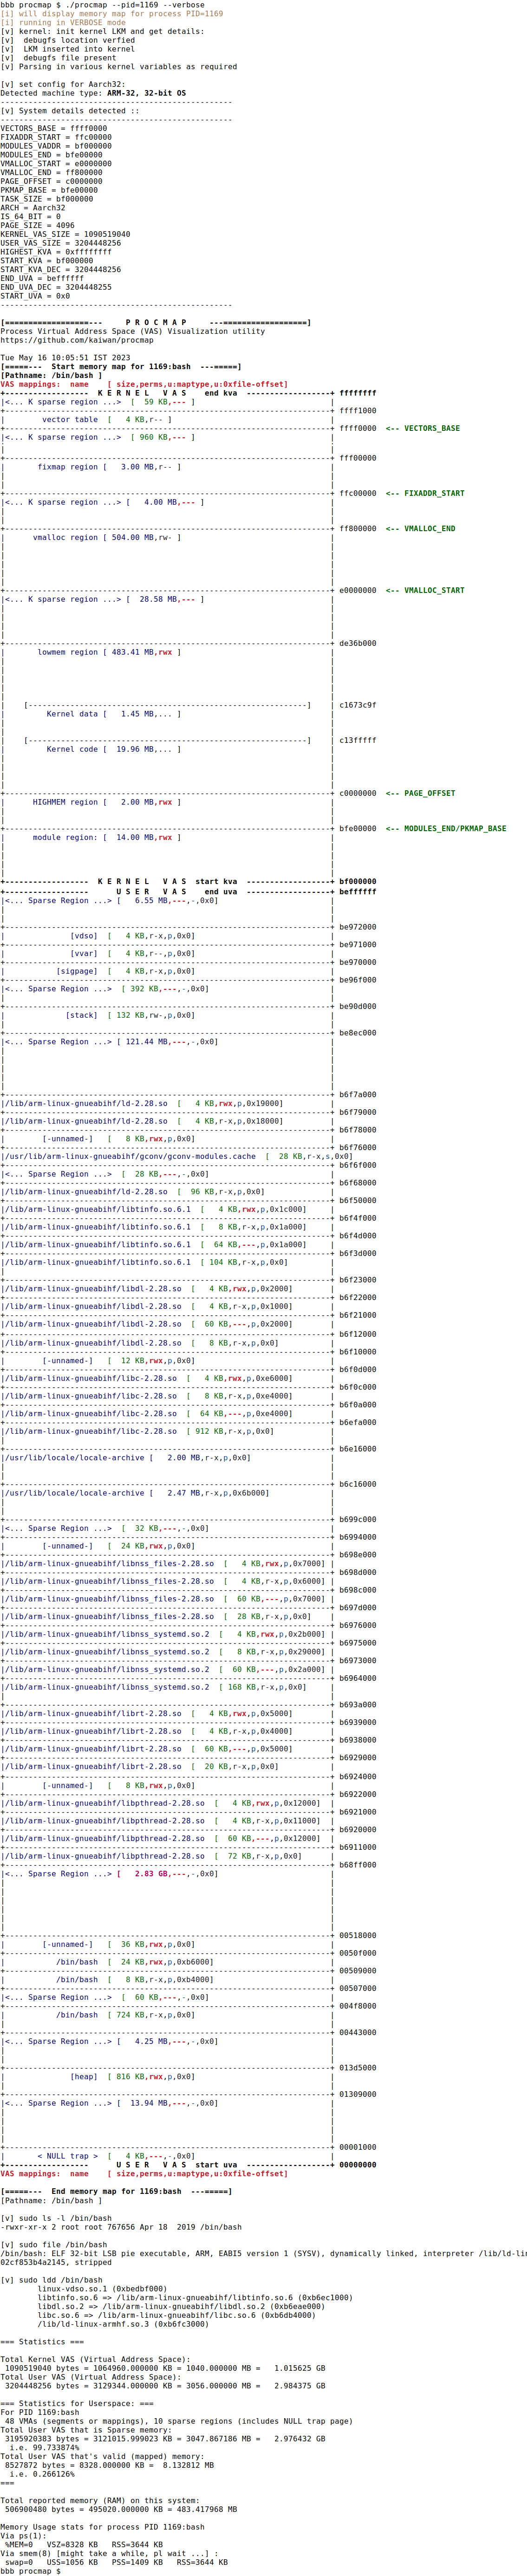 bbb procmap $ ./procmap --pid=1169 --verbose
[i] will display memory map for process PID=1169
[i] running in VERBOSE mode
[v] kernel: init kernel LKM and get details:
[v]  debugfs location verfied
[v]  LKM inserted into kernel
[v]  debugfs file present
[v] Parsing in various kernel variables as required

[v] set config for Aarch32:
Detected machine type: ARM-32, 32-bit OS
--------------------------------------------------
[v] System details detected ::
--------------------------------------------------
VECTORS_BASE = ffff0000
FIXADDR_START = ffc00000
MODULES_VADDR = bf000000
MODULES_END = bfe00000
VMALLOC_START = e0000000
VMALLOC_END = ff800000
PAGE_OFFSET = c0000000
PKMAP_BASE = bfe00000
TASK_SIZE = bf000000
ARCH = Aarch32
IS_64_BIT = 0
PAGE_SIZE = 4096
KERNEL_VAS_SIZE = 1090519040
USER_VAS_SIZE = 3204448256
HIGHEST_KVA = 0xffffffff
START_KVA = bf000000
START_KVA_DEC = 3204448256
END_UVA = beffffff
END_UVA_DEC = 3204448255
START_UVA = 0x0
--------------------------------------------------

[==================---     P R O C M A P     ---==================]
Process Virtual Address Space (VAS) Visualization utility
https://github.com/kaiwan/procmap

Tue May 16 10:05:51 IST 2023
[=====---  Start memory map for 1169:bash  ---=====]
[Pathname: /bin/bash ]
VAS mappings:  name    [ size,perms,u:maptype,u:0xfile-offset]
+------------------  K E R N E L   V A S    end kva  ------------------+ ffffffff
|<... K sparse region ...>  [  59 KB,--- ] |
+----------------------------------------------------------------------+ ffff1000
|        vector table  [   4 KB,r-- ] |
+----------------------------------------------------------------------+ ffff0000  <-- VECTORS_BASE
|<... K sparse region ...>  [ 960 KB,--- ] |
+----------------------------------------------------------------------+ fff00000
|       fixmap region [   3.00 MB,r-- ] |
+----------------------------------------------------------------------+ ffc00000  <-- FIXADDR_START
|<... K sparse region ...> [   4.00 MB,--- ] |
+----------------------------------------------------------------------+ ff800000  <-- VMALLOC_END
|      vmalloc region [ 504.00 MB,rw- ] |
+----------------------------------------------------------------------+ e0000000  <-- VMALLOC_START
|<... K sparse region ...> [  28.58 MB,--- ] |
+----------------------------------------------------------------------+ de36b000
|       lowmem region [ 483.41 MB,rwx ] |
|    [------------------------------------------------------------]    | c1673c9f
|         Kernel data [   1.45 MB,... ] |
|    [------------------------------------------------------------]    | c13fffff
|         Kernel code [  19.96 MB,... ] |
+----------------------------------------------------------------------+ c0000000  <-- PAGE_OFFSET
|      HIGHMEM region [   2.00 MB,rwx ] |
+----------------------------------------------------------------------+ bfe00000  <-- MODULES_END/PKMAP_BASE
|      module region: [  14.00 MB,rwx ] |
+------------------  K E R N E L   V A S  start kva  ------------------+ bf000000
+------------------      U S E R   V A S    end uva  ------------------+ beffffff
|<... Sparse Region ...> [   6.55 MB,---,-,0x0] |
+----------------------------------------------------------------------+ be972000
|              [vdso]  [   4 KB,r-x,p,0x0] |
+----------------------------------------------------------------------+ be971000
|              [vvar]  [   4 KB,r--,p,0x0] |
+----------------------------------------------------------------------+ be970000
|           [sigpage]  [   4 KB,r-x,p,0x0] |
+----------------------------------------------------------------------+ be96f000
|<... Sparse Region ...>  [ 392 KB,---,-,0x0] |
+----------------------------------------------------------------------+ be90d000
|             [stack]  [ 132 KB,rw-,p,0x0] |
+----------------------------------------------------------------------+ be8ec000
|<... Sparse Region ...> [ 121.44 MB,---,-,0x0] |
+----------------------------------------------------------------------+ b6f7a000
|/lib/arm-linux-gnueabihf/ld-2.28.so  [   4 KB,rwx,p,0x19000] |
+----------------------------------------------------------------------+ b6f79000
|/lib/arm-linux-gnueabihf/ld-2.28.so  [   4 KB,r-x,p,0x18000] |
+----------------------------------------------------------------------+ b6f78000
|        [-unnamed-]   [   8 KB,rwx,p,0x0] |
+----------------------------------------------------------------------+ b6f76000
|/usr/lib/arm-linux-gnueabihf/gconv/gconv-modules.cache  [  28 KB,r-x,s,0x0]
+----------------------------------------------------------------------+ b6f6f000
|<... Sparse Region ...>  [  28 KB,---,-,0x0] |
+----------------------------------------------------------------------+ b6f68000
|/lib/arm-linux-gnueabihf/ld-2.28.so  [  96 KB,r-x,p,0x0] |
+----------------------------------------------------------------------+ b6f50000
|/lib/arm-linux-gnueabihf/libtinfo.so.6.1  [   4 KB,rwx,p,0x1c000] |
+----------------------------------------------------------------------+ b6f4f000
|/lib/arm-linux-gnueabihf/libtinfo.so.6.1  [   8 KB,r-x,p,0x1a000] |
+----------------------------------------------------------------------+ b6f4d000
|/lib/arm-linux-gnueabihf/libtinfo.so.6.1  [  64 KB,---,p,0x1a000] |
+----------------------------------------------------------------------+ b6f3d000
|/lib/arm-linux-gnueabihf/libtinfo.so.6.1  [ 104 KB,r-x,p,0x0] |
+----------------------------------------------------------------------+ b6f23000
|/lib/arm-linux-gnueabihf/libdl-2.28.so  [   4 KB,rwx,p,0x2000] |
+----------------------------------------------------------------------+ b6f22000
|/lib/arm-linux-gnueabihf/libdl-2.28.so  [   4 KB,r-x,p,0x1000] |
+----------------------------------------------------------------------+ b6f21000
|/lib/arm-linux-gnueabihf/libdl-2.28.so  [  60 KB,---,p,0x2000] |
+----------------------------------------------------------------------+ b6f12000
|/lib/arm-linux-gnueabihf/libdl-2.28.so  [   8 KB,r-x,p,0x0] |
+----------------------------------------------------------------------+ b6f10000
|        [-unnamed-]   [  12 KB,rwx,p,0x0] |
+----------------------------------------------------------------------+ b6f0d000
|/lib/arm-linux-gnueabihf/libc-2.28.so  [   4 KB,rwx,p,0xe6000] |
+----------------------------------------------------------------------+ b6f0c000
|/lib/arm-linux-gnueabihf/libc-2.28.so  [   8 KB,r-x,p,0xe4000] |
+----------------------------------------------------------------------+ b6f0a000
|/lib/arm-linux-gnueabihf/libc-2.28.so  [  64 KB,---,p,0xe4000] |
+----------------------------------------------------------------------+ b6efa000
|/lib/arm-linux-gnueabihf/libc-2.28.so  [ 912 KB,r-x,p,0x0] |
+----------------------------------------------------------------------+ b6e16000
|/usr/lib/locale/locale-archive [   2.00 MB,r-x,p,0x0] |
+----------------------------------------------------------------------+ b6c16000
|/usr/lib/locale/locale-archive [   2.47 MB,r-x,p,0x6b000] |
+----------------------------------------------------------------------+ b699c000
|<... Sparse Region ...>  [  32 KB,---,-,0x0] |
+----------------------------------------------------------------------+ b6994000
|        [-unnamed-]   [  24 KB,rwx,p,0x0] |
+----------------------------------------------------------------------+ b698e000
|/lib/arm-linux-gnueabihf/libnss_files-2.28.so  [   4 KB,rwx,p,0x7000] |
+----------------------------------------------------------------------+ b698d000
|/lib/arm-linux-gnueabihf/libnss_files-2.28.so  [   4 KB,r-x,p,0x6000] |
+----------------------------------------------------------------------+ b698c000
|/lib/arm-linux-gnueabihf/libnss_files-2.28.so  [  60 KB,---,p,0x7000] |
+----------------------------------------------------------------------+ b697d000
|/lib/arm-linux-gnueabihf/libnss_files-2.28.so  [  28 KB,r-x,p,0x0] |
+----------------------------------------------------------------------+ b6976000
|/lib/arm-linux-gnueabihf/libnss_systemd.so.2  [   4 KB,rwx,p,0x2b000] |
+----------------------------------------------------------------------+ b6975000
|/lib/arm-linux-gnueabihf/libnss_systemd.so.2  [   8 KB,r-x,p,0x29000] |
+----------------------------------------------------------------------+ b6973000
|/lib/arm-linux-gnueabihf/libnss_systemd.so.2  [  60 KB,---,p,0x2a000] |
+----------------------------------------------------------------------+ b6964000
|/lib/arm-linux-gnueabihf/libnss_systemd.so.2  [ 168 KB,r-x,p,0x0] |
+----------------------------------------------------------------------+ b693a000
|/lib/arm-linux-gnueabihf/librt-2.28.so  [   4 KB,rwx,p,0x5000] |
+----------------------------------------------------------------------+ b6939000
|/lib/arm-linux-gnueabihf/librt-2.28.so  [   4 KB,r-x,p,0x4000] |
+----------------------------------------------------------------------+ b6938000
|/lib/arm-linux-gnueabihf/librt-2.28.so  [  60 KB,---,p,0x5000] |
+----------------------------------------------------------------------+ b6929000
|/lib/arm-linux-gnueabihf/librt-2.28.so  [  20 KB,r-x,p,0x0] |
+----------------------------------------------------------------------+ b6924000
|        [-unnamed-]   [   8 KB,rwx,p,0x0] |
+----------------------------------------------------------------------+ b6922000
|/lib/arm-linux-gnueabihf/libpthread-2.28.so  [   4 KB,rwx,p,0x12000] |
+----------------------------------------------------------------------+ b6921000
|/lib/arm-linux-gnueabihf/libpthread-2.28.so  [   4 KB,r-x,p,0x11000] |
+----------------------------------------------------------------------+ b6920000
|/lib/arm-linux-gnueabihf/libpthread-2.28.so  [  60 KB,---,p,0x12000] |
+----------------------------------------------------------------------+ b6911000
|/lib/arm-linux-gnueabihf/libpthread-2.28.so  [  72 KB,r-x,p,0x0] |
+----------------------------------------------------------------------+ b68ff000
|<... Sparse Region ...> [   2.83 GB,---,-,0x0] |
+----------------------------------------------------------------------+ 00518000
|        [-unnamed-]   [  36 KB,rwx,p,0x0] |
+----------------------------------------------------------------------+ 0050f000
|           /bin/bash  [  24 KB,rwx,p,0xb6000] |
+----------------------------------------------------------------------+ 00509000
|           /bin/bash  [   8 KB,r-x,p,0xb4000] |
+----------------------------------------------------------------------+ 00507000
|<... Sparse Region ...>  [  60 KB,---,-,0x0] |
+----------------------------------------------------------------------+ 004f8000
|           /bin/bash  [ 724 KB,r-x,p,0x0] |
+----------------------------------------------------------------------+ 00443000
|<... Sparse Region ...> [   4.25 MB,---,-,0x0] |
+----------------------------------------------------------------------+ 013d5000
|              [heap]  [ 816 KB,rwx,p,0x0] |
+----------------------------------------------------------------------+ 01309000
|<... Sparse Region ...> [  13.94 MB,---,-,0x0] |
+----------------------------------------------------------------------+ 00001000
|       < NULL trap >  [   4 KB,---,-,0x0] |
+------------------      U S E R   V A S  start uva  ------------------+ 00000000
VAS mappings:  name    [ size,perms,u:maptype,u:0xfile-offset]

[=====---  End memory map for 1169:bash  ---=====]
[Pathname: /bin/bash ]

[v] sudo ls -l /bin/bash
-rwxr-xr-x 2 root root 767656 Apr 18  2019 /bin/bash

[v] sudo file /bin/bash
/bin/bash: ELF 32-bit LSB pie executable, ARM, EABI5 version 1 (SYSV), dynamically linked, interpreter /lib/ld-lin
02cf853b4a2145, stripped

[v] sudo ldd /bin/bash
        linux-vdso.so.1 (0xbedbf000)
        libtinfo.so.6 => /lib/arm-linux-gnueabihf/libtinfo.so.6 (0xb6ec1000)
        libdl.so.2 => /lib/arm-linux-gnueabihf/libdl.so.2 (0xb6eae000)
        libc.so.6 => /lib/arm-linux-gnueabihf/libc.so.6 (0xb6db4000)
        /lib/ld-linux-armhf.so.3 (0xb6fc3000)

=== Statistics ===

Total Kernel VAS (Virtual Address Space):
 1090519040 bytes = 1064960.000000 KB = 1040.000000 MB =   1.015625 GB
Total User VAS (Virtual Address Space):
 3204448256 bytes = 3129344.000000 KB = 3056.000000 MB =   2.984375 GB

=== Statistics for Userspace: ===
For PID 1169:bash
 48 VMAs (segments or mappings), 10 sparse regions (includes NULL trap page)
Total User VAS that is Sparse memory:
 3195920383 bytes = 3121015.999023 KB = 3047.867186 MB =   2.976432 GB
  i.e. 99.733874%
Total User VAS that's valid (mapped) memory:
 8527872 bytes = 8328.000000 KB =  8.132812 MB
  i.e. 0.266126%
===

Total reported memory (RAM) on this system:
 506900480 bytes = 495020.000000 KB = 483.417968 MB

Memory Usage stats for process PID 1169:bash
Via ps(1):
 %MEM=0   VSZ=8328 KB   RSS=3644 KB
Via smem(8) [might take a while, pl wait ...] :
 swap=0   USS=1056 KB   PSS=1409 KB   RSS=3644 KB
bbb procmap $